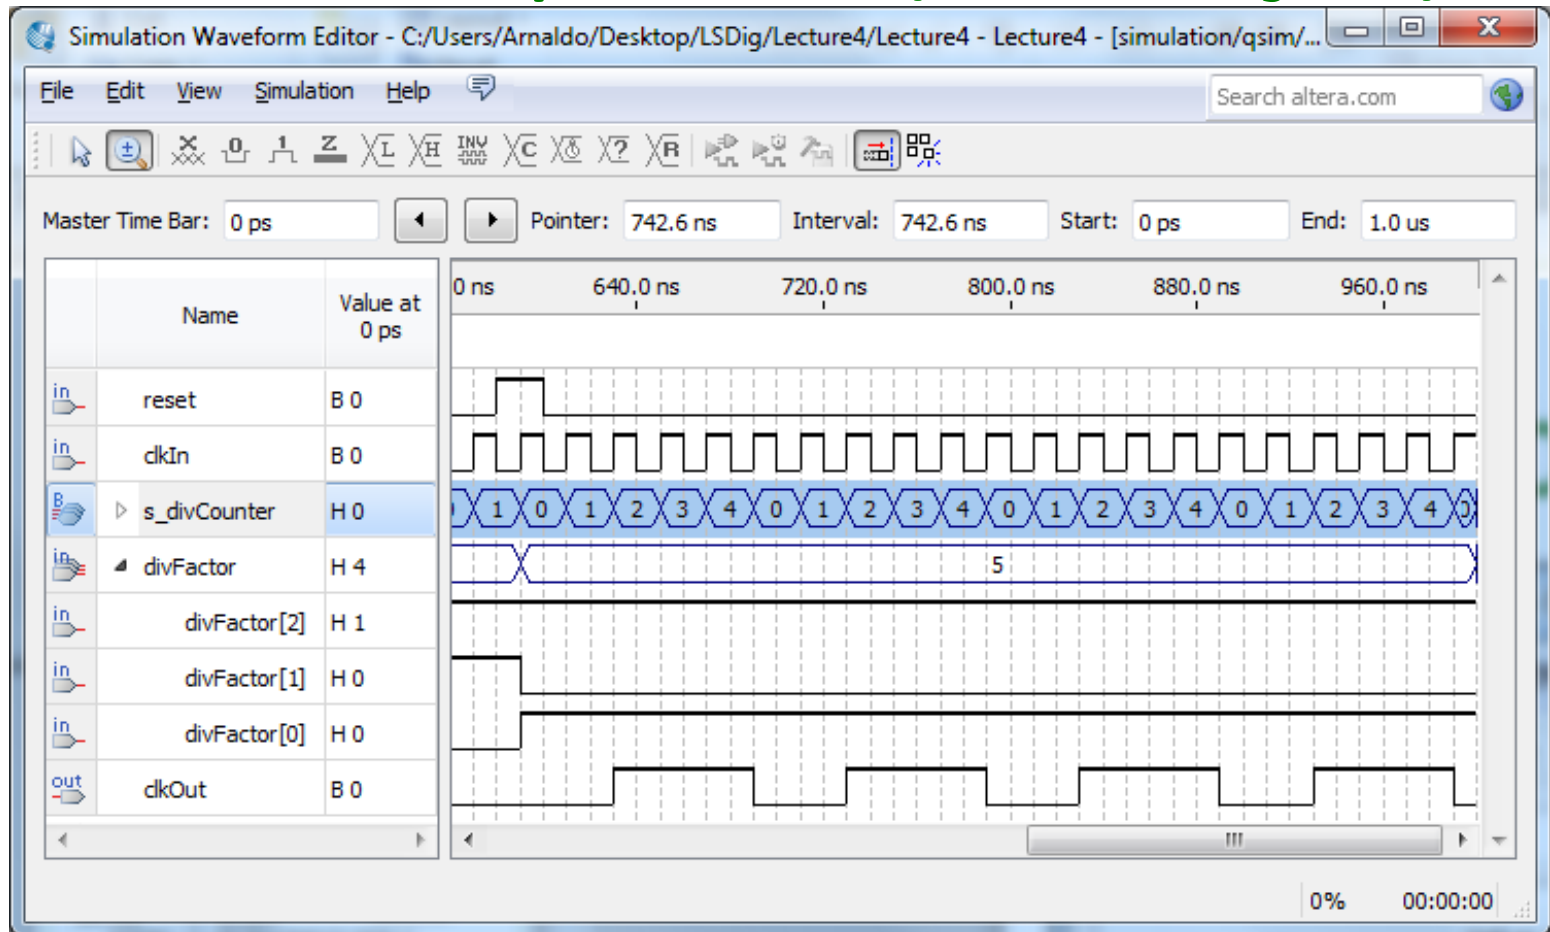 Simulation Waveform Editor - C:/Users/Arnaldo/Desktop/LSDig/Lecture4/Lecture4 - Lecture4 - [simulation/qsim/...
File Edit View Simulation Help
Search altera.com
Master Time Bar: 0 ps Pointer: 742.6 ns Interval: 742.6 ns Start: 0 ps End: 1.0 us
Name
Value at
0 ps
0 ns 640.0 ns 720.0 ns 800.0 ns 880.0 ns 960.0 ns
in reset B 0
in clkIn B 0
B s_divCounter H 0 1 0 1 2 3 4 0 1 2 3 4 0 1 2 3 4 0 1 2 3 4 0
in divFactor H 4 5
in divFactor[2] H 1
in divFactor[1] H 0
in divFactor[0] H 0
out clkOut B 0
0% 00:00:00